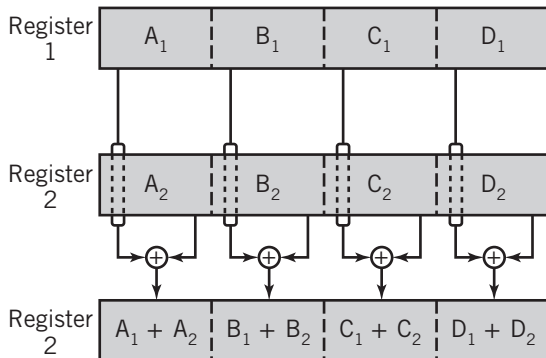 Register
1
A₁ B₁ C₁ D₁
Register
2
A₂ B₂ C₂ D₂
+ + + +
Register
2
A₁ + A₂ B₁ + B₂ C₁ + C₂ D₁ + D₂